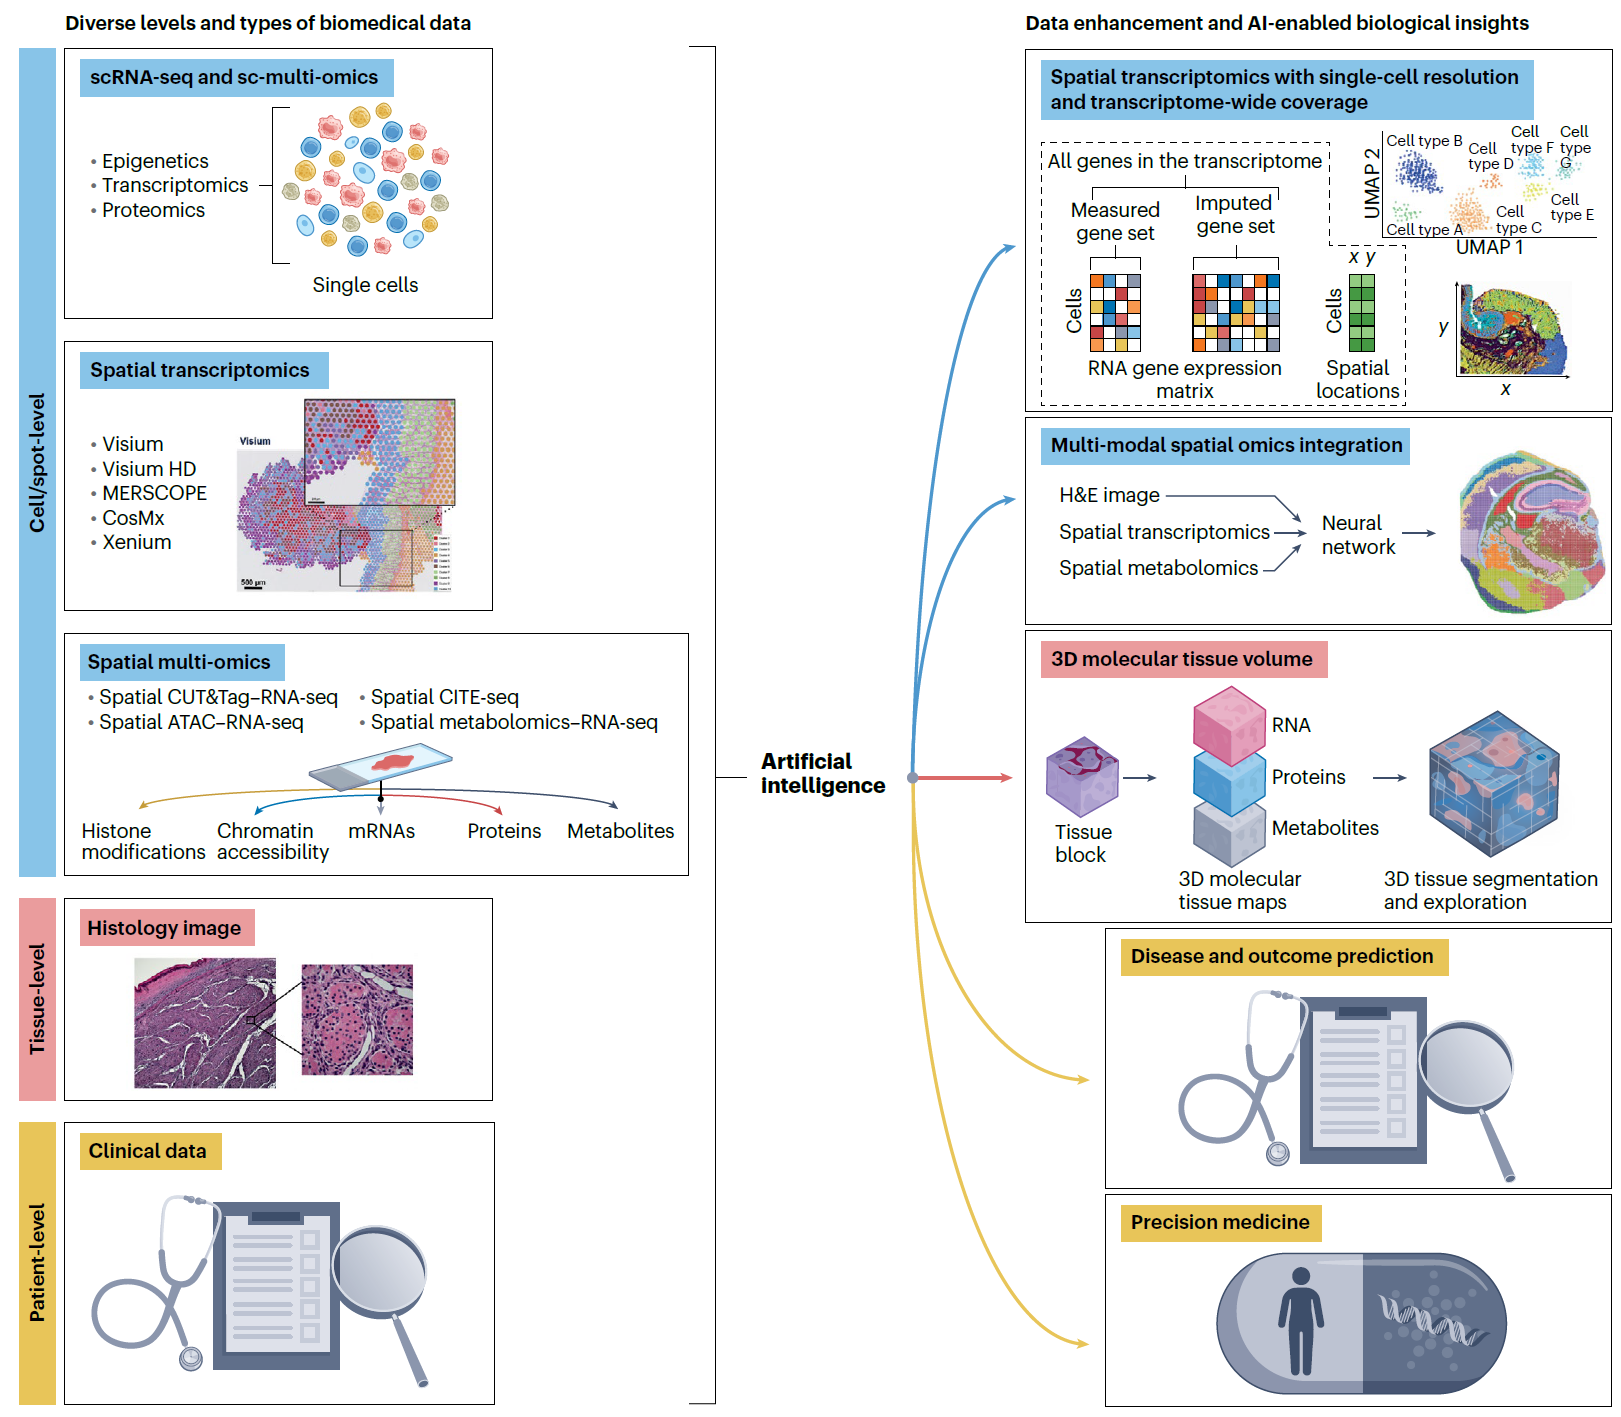 Diverse levels and types of biomedical data
Cell/spot-level
scRNA-seq and sc-multi-omics
• Epigenetics
• Transcriptomics
• Proteomics
Single cells
Spatial transcriptomics
• Visium
• Visium HD
• MERSCOPE
• CosMx
• Xenium
Visium
500 µm
Spatial multi-omics
• Spatial CUT&Tag–RNA-seq
• Spatial ATAC–RNA-seq
• Spatial CITE-seq
• Spatial metabolomics–RNA-seq
Histone
modifications
Chromatin
accessibility
mRNAs
Proteins
Metabolites
Tissue-level
Histology image
Patient-level
Clinical data
Artificial
intelligence
Data enhancement and AI-enabled biological insights
Spatial transcriptomics with single-cell resolution
and transcriptome-wide coverage
All genes in the transcriptome
Measured
gene set
Imputed
gene set
Cells
RNA gene expression
matrix
x y
Cells
Spatial
locations
UMAP 2
Cell type B
Cell
type D
Cell
type F
Cell
type
G
Cell type A
Cell
type C
Cell
type E
UMAP 1
y
x
Multi-modal spatial omics integration
H&E image
Spatial transcriptomics
Spatial metabolomics
Neural
network
3D molecular tissue volume
Tissue
block
RNA
Proteins
Metabolites
3D molecular
tissue maps
3D tissue segmentation
and exploration
Disease and outcome prediction
Precision medicine